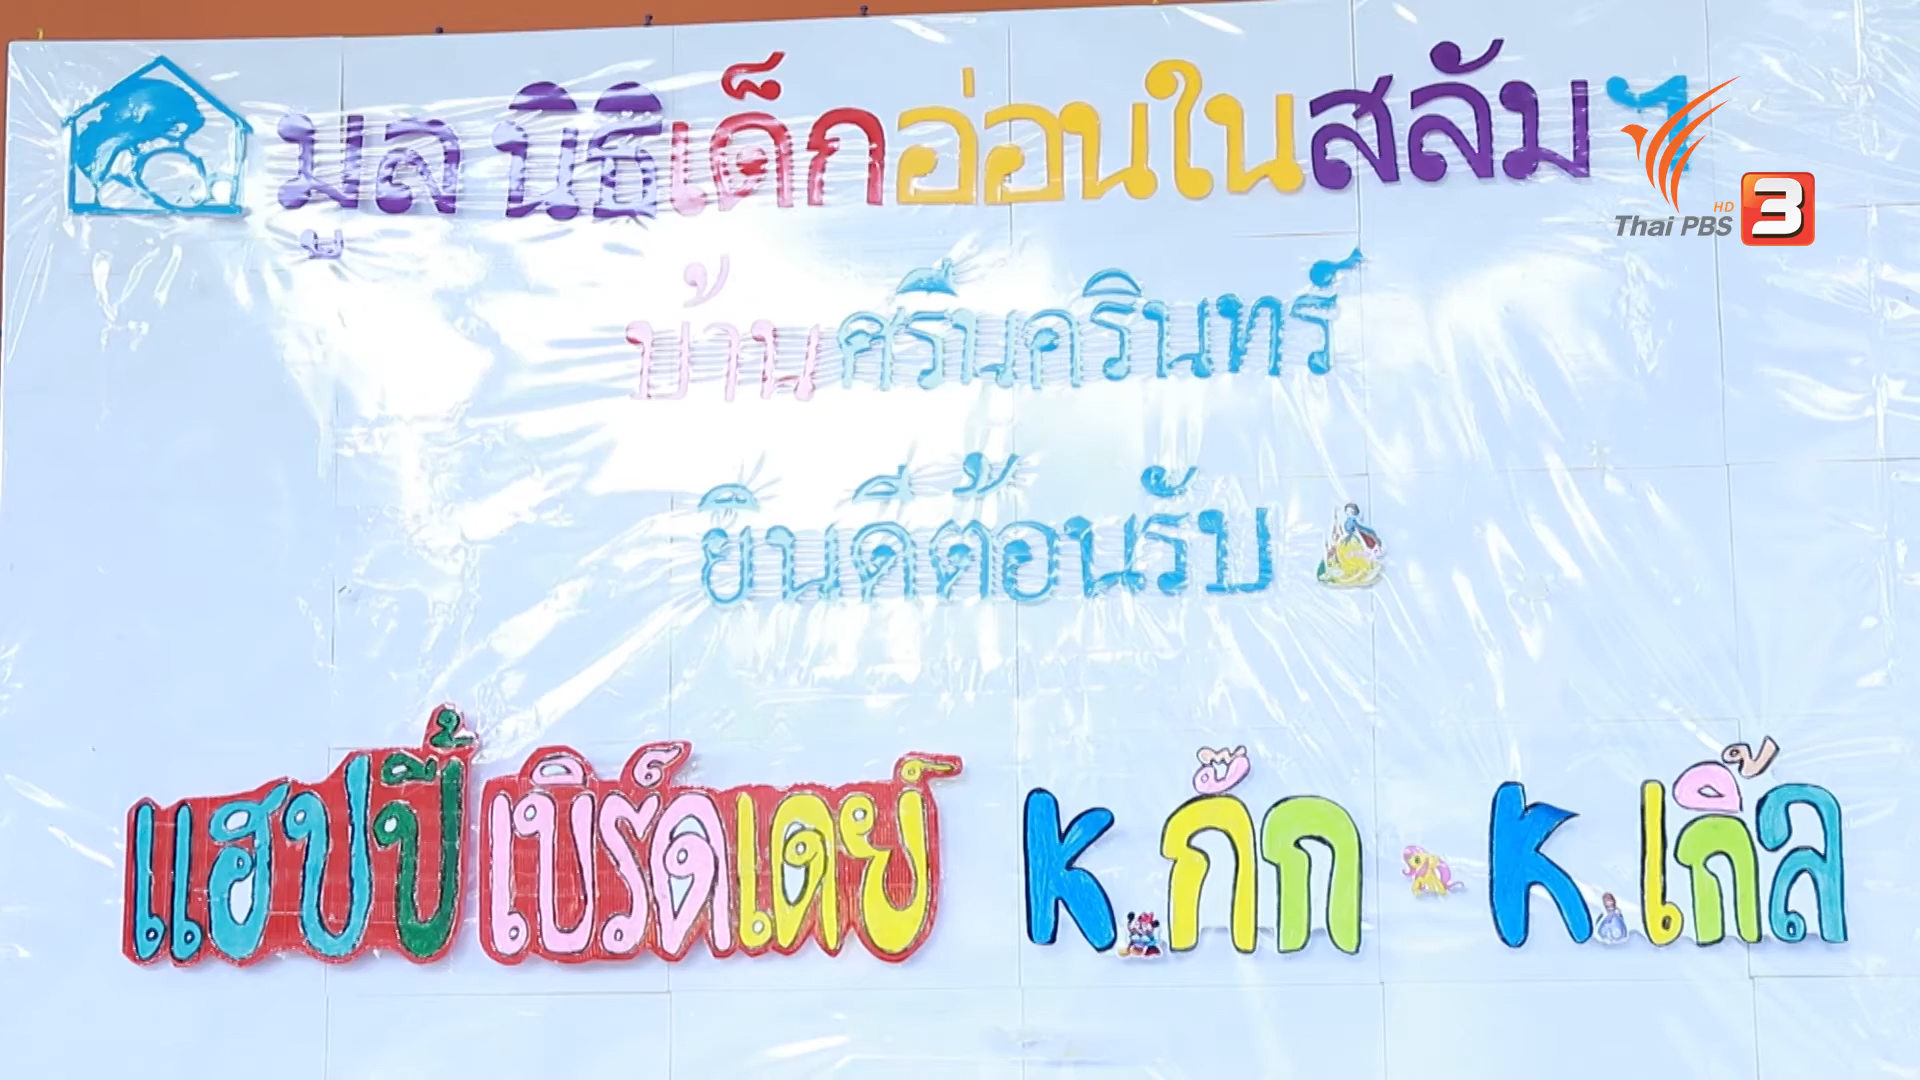 มูลนิธิเด็กอ่อนในสลัมฯ
บ้านศรีนครินทร์
ยินดีต้อนรับ
แฮปปี้เบิร์ดเดย์ K.กุ๊ก K.เกิ้ล
HD
Thai PBS 3